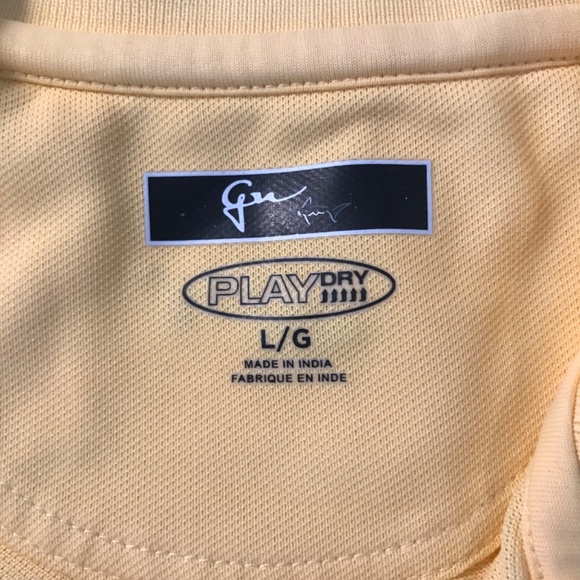 PLAYDRY
L/G
MADE IN INDIA
FABRIQUE EN INDE